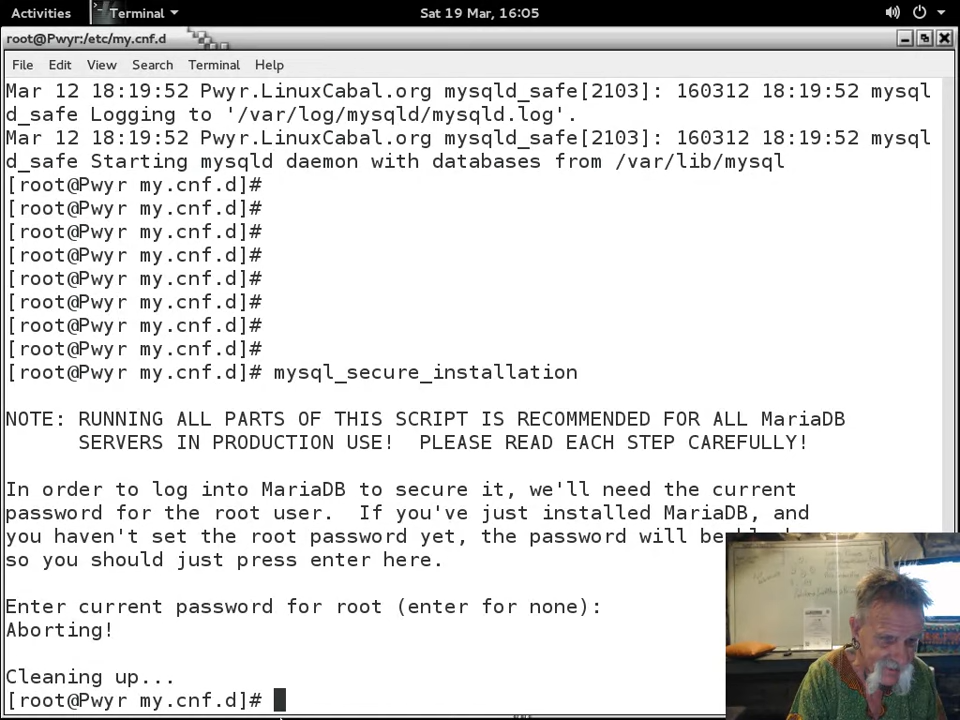 Activities Terminal Sat 19 Mar, 16:05
root@Pwyr:/etc/my.cnf.d
File Edit View Search Terminal Help
Mar 12 18:19:52 Pwyr.LinuxCabal.org mysqld_safe[2103]: 160312 18:19:52 mysql
d_safe Logging to '/var/log/mysqld/mysqld.log'.
Mar 12 18:19:52 Pwyr.LinuxCabal.org mysqld_safe[2103]: 160312 18:19:52 mysql
d_safe Starting mysqld daemon with databases from /var/lib/mysql
[root@Pwyr my.cnf.d]#
[root@Pwyr my.cnf.d]#
[root@Pwyr my.cnf.d]#
[root@Pwyr my.cnf.d]#
[root@Pwyr my.cnf.d]#
[root@Pwyr my.cnf.d]#
[root@Pwyr my.cnf.d]#
[root@Pwyr my.cnf.d]#
[root@Pwyr my.cnf.d]# mysql_secure_installation
NOTE: RUNNING ALL PARTS OF THIS SCRIPT IS RECOMMENDED FOR ALL MariaDB
SERVERS IN PRODUCTION USE! PLEASE READ EACH STEP CAREFULLY!
In order to log into MariaDB to secure it, we'll need the current
password for the root user. If you've just installed MariaDB, and
you haven't set the root password yet, the password will be
so you should just press enter here.
Enter current password for root (enter for none):
Aborting!
Cleaning up...
[root@Pwyr my.cnf.d]#